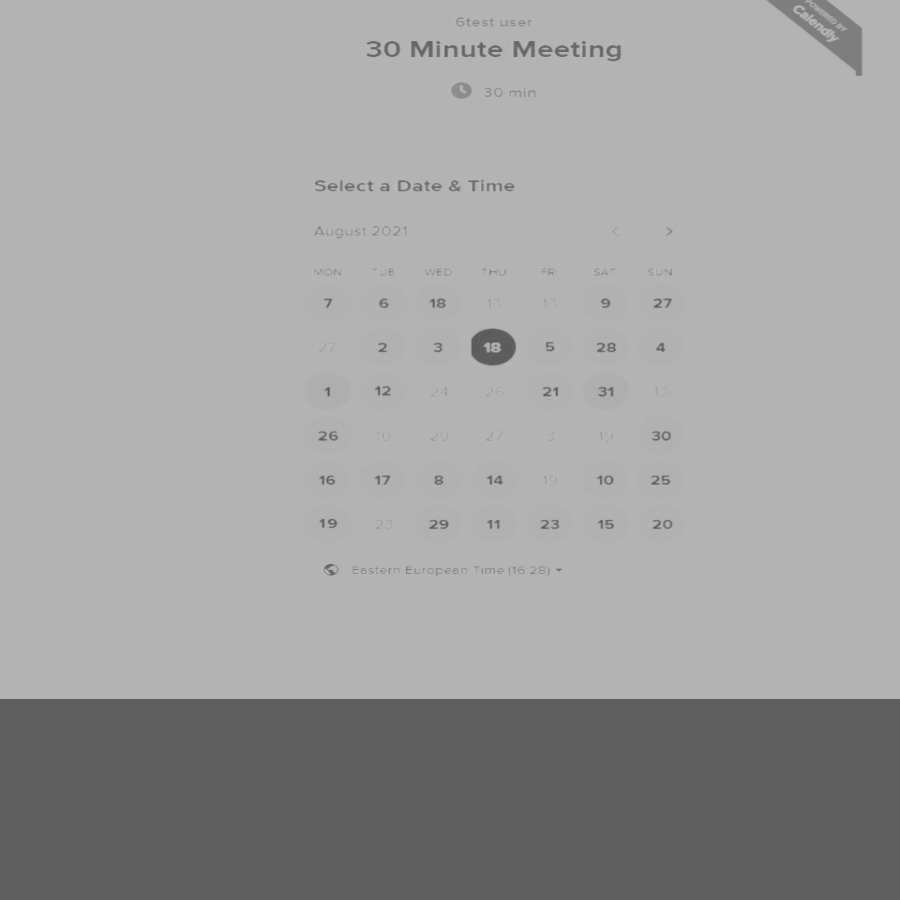 POWERED BY
Calendly
6test user
30 Minute Meeting
30 min
Select a Date & Time
August 2021
MON TUE WED THU FRI SAT SUN
7 6 18 13 13 9 27
27 2 3 18 5 28 4
1 12 24 26 21 31 13
26 10 29 27 3 19 30
16 17 8 14 19 10 25
19 23 29 11 23 15 20
Eastern European Time (16:28)